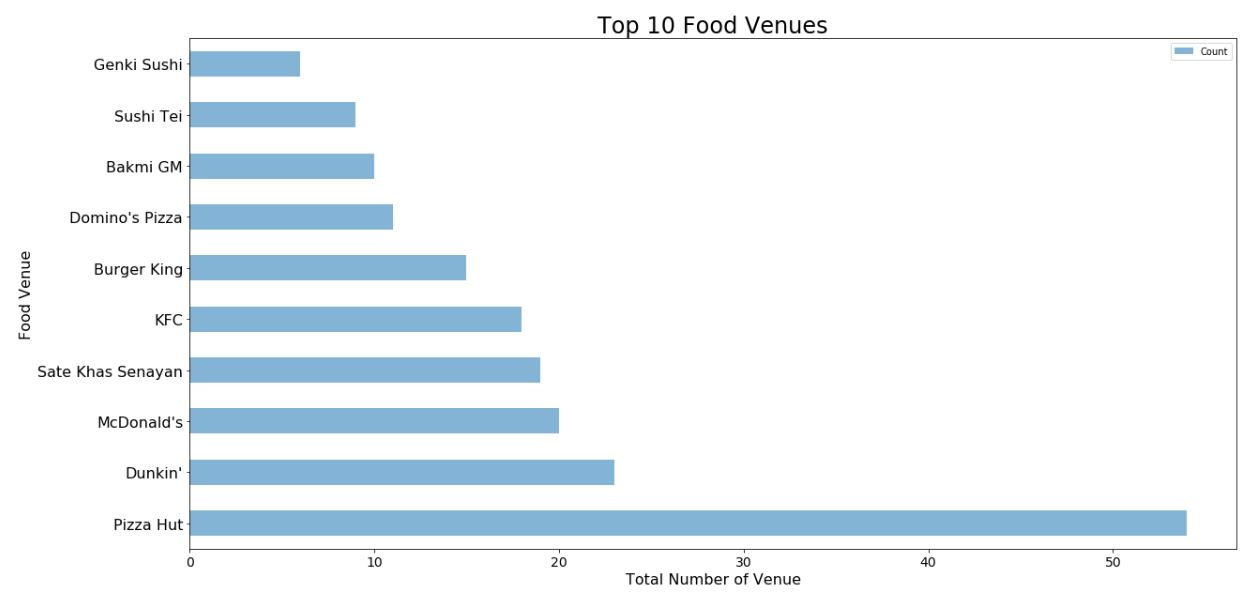 Top 10 Food Venues
Count
Food Venue
Genki Sushi
Sushi Tei
Bakmi GM
Domino's Pizza
Burger King
KFC
Sate Khas Senayan
McDonald's
Dunkin'
Pizza Hut
0 10 20 30 40 50
Total Number of Venue